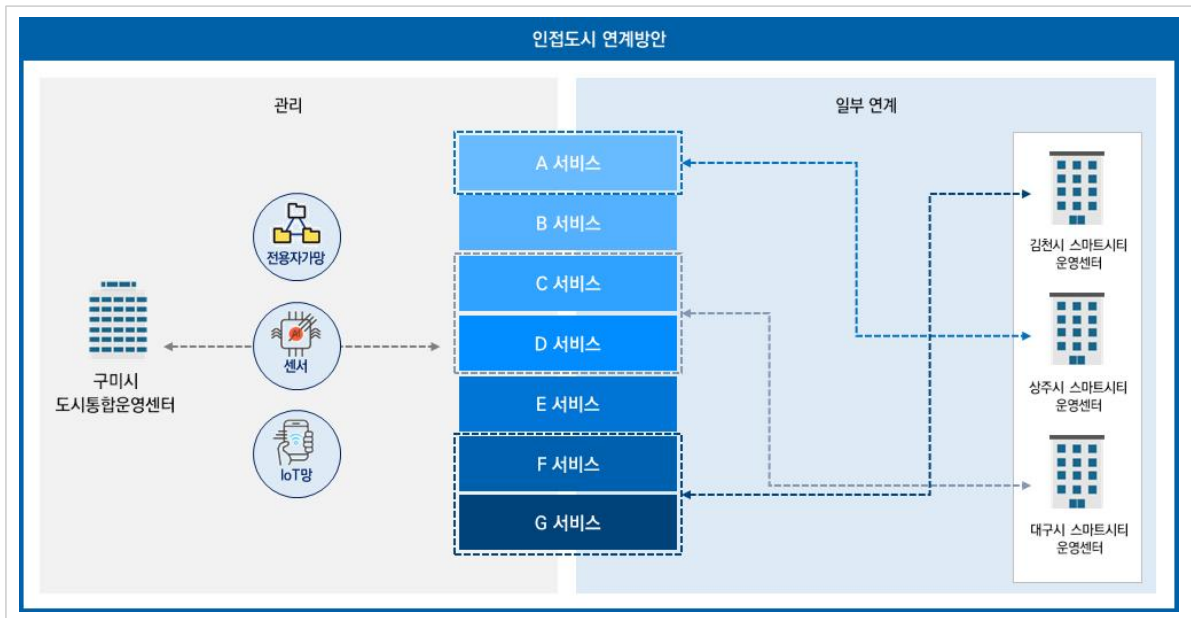 인접도시 연계방안
관리
일부 연계
전용자가망
센서
IoT망
구미시
도시통합운영센터
A 서비스
B 서비스
C 서비스
D 서비스
E 서비스
F 서비스
G 서비스
김천시 스마트시티
운영센터
상주시 스마트시티
운영센터
대구시 스마트시티
운영센터